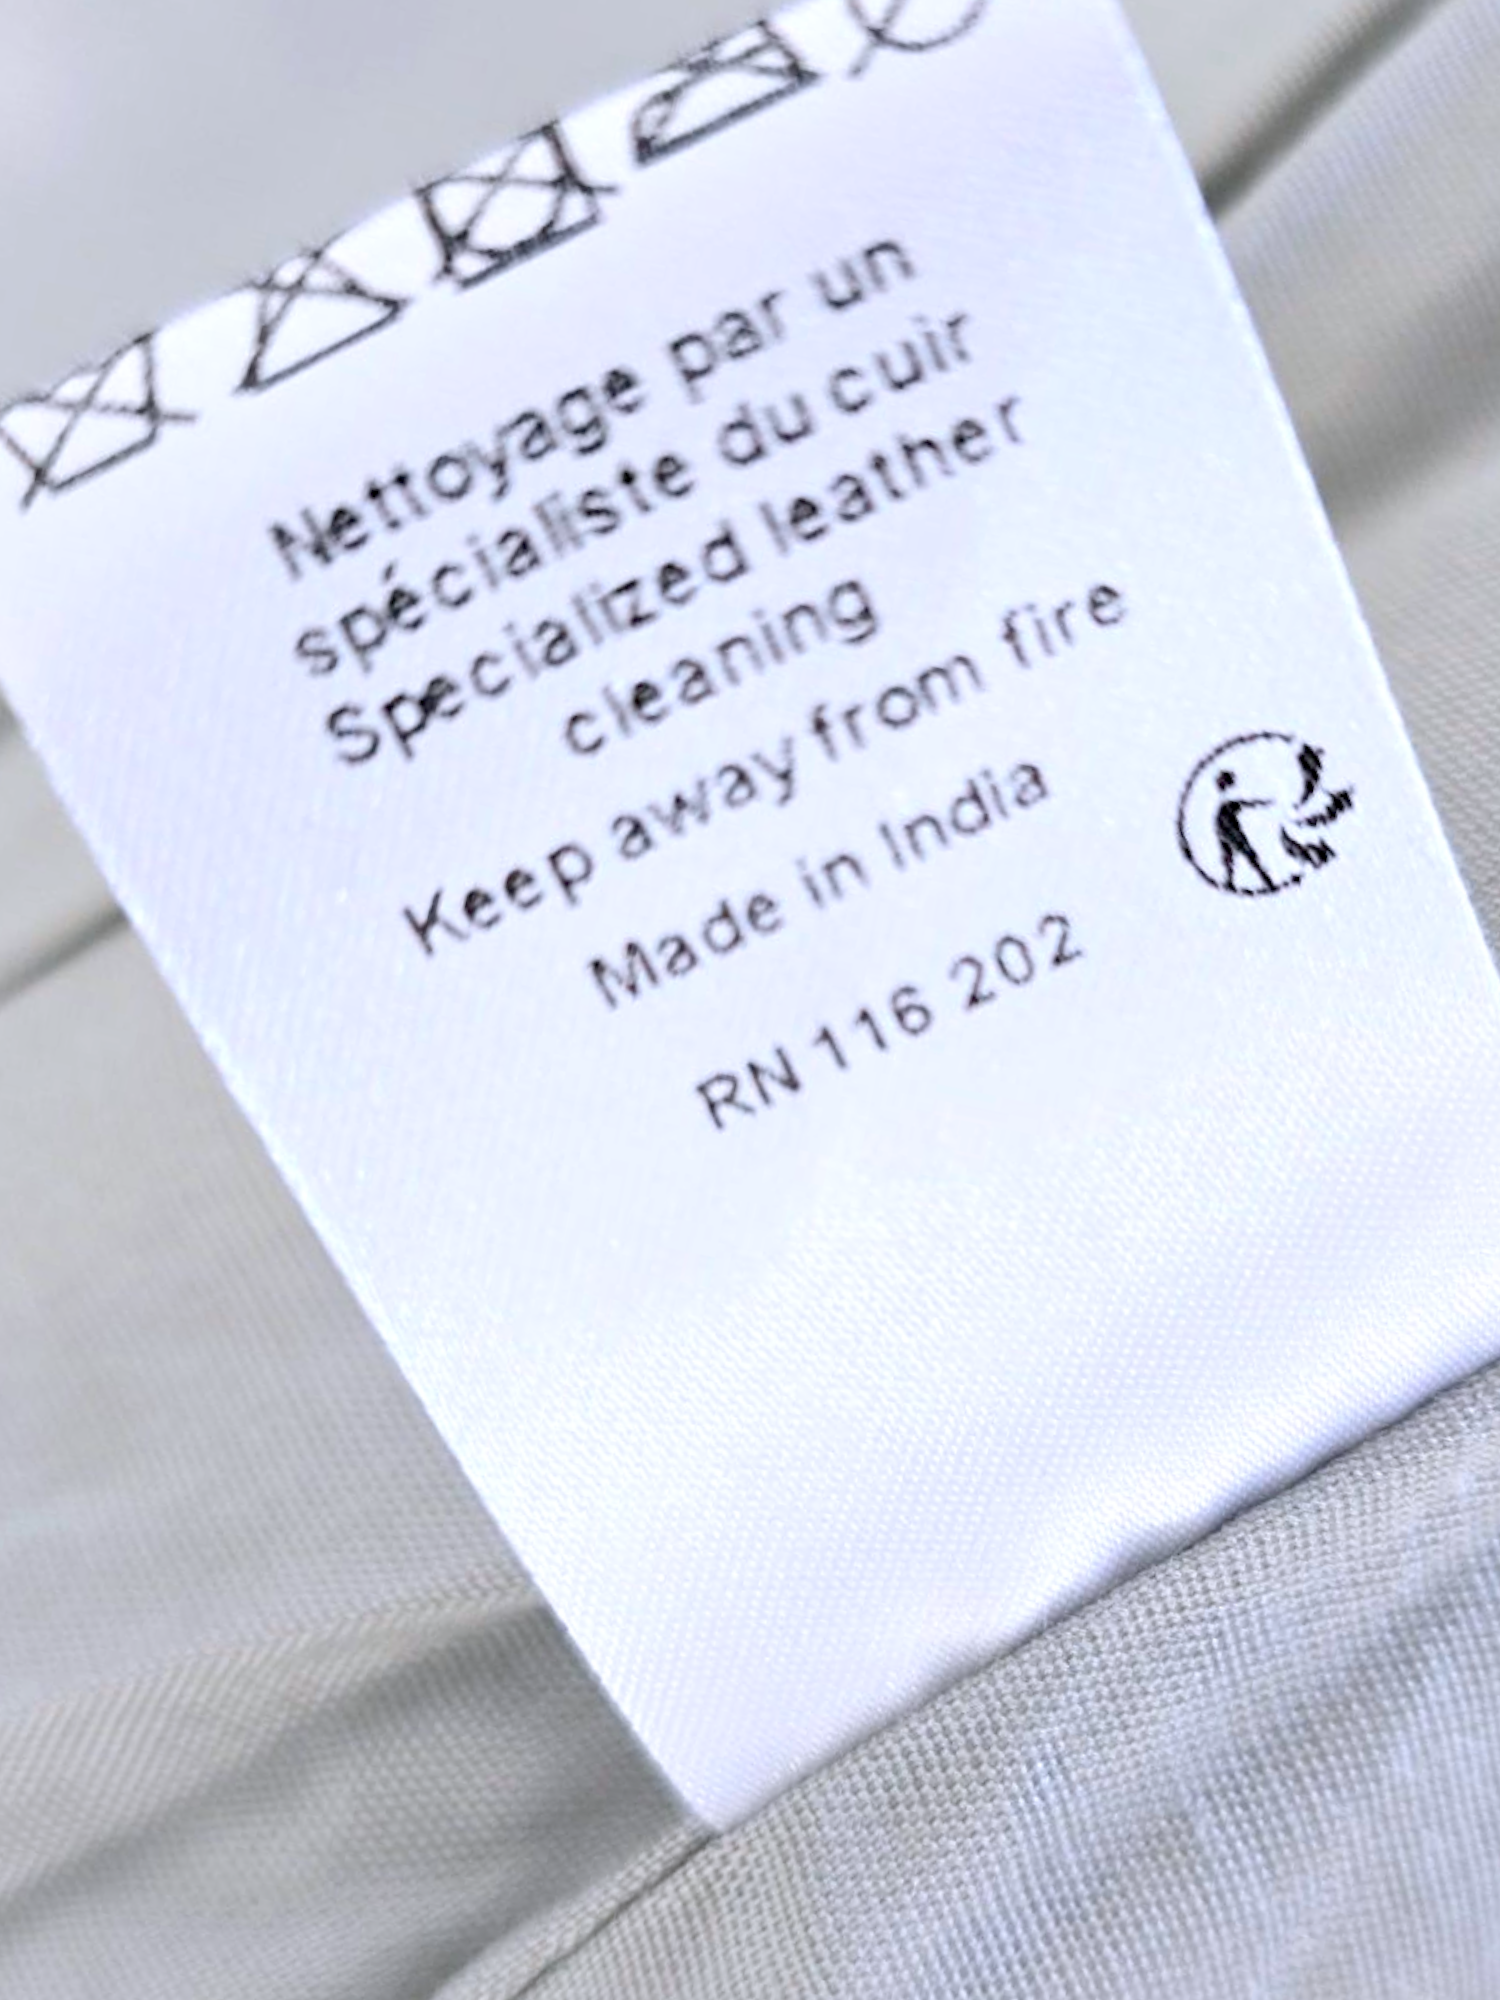 Nettoyage par un
spécialiste du cuir
Specialized leather
cleaning
Keep away from fire
Made in India
RN 116 202